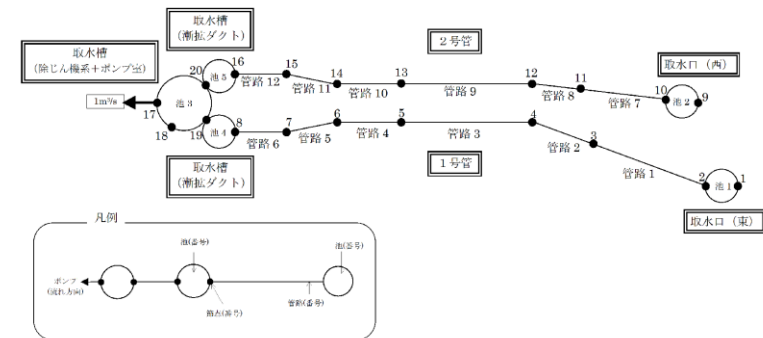 取水槽
(漸拡ダクト)
2号管
取水槽
(除じん機系+ポンプ室)
取水口(西)
16
15
14
13
12
11
10
9
20
池5
管路12
管路11
管路10
管路9
管路8
管路7
池2
1m³/s
17
池3
18
19
池4
8
7
6
5
4
3
2
1
管路6
管路5
管路4
管路3
管路2
管路1
池1
1号管
取水槽
(漸拡ダクト)
取水口(東)
凡例
池(番号)
池(番号)
ポンプ
(流れ方向)
節点(番号)
管路(番号)